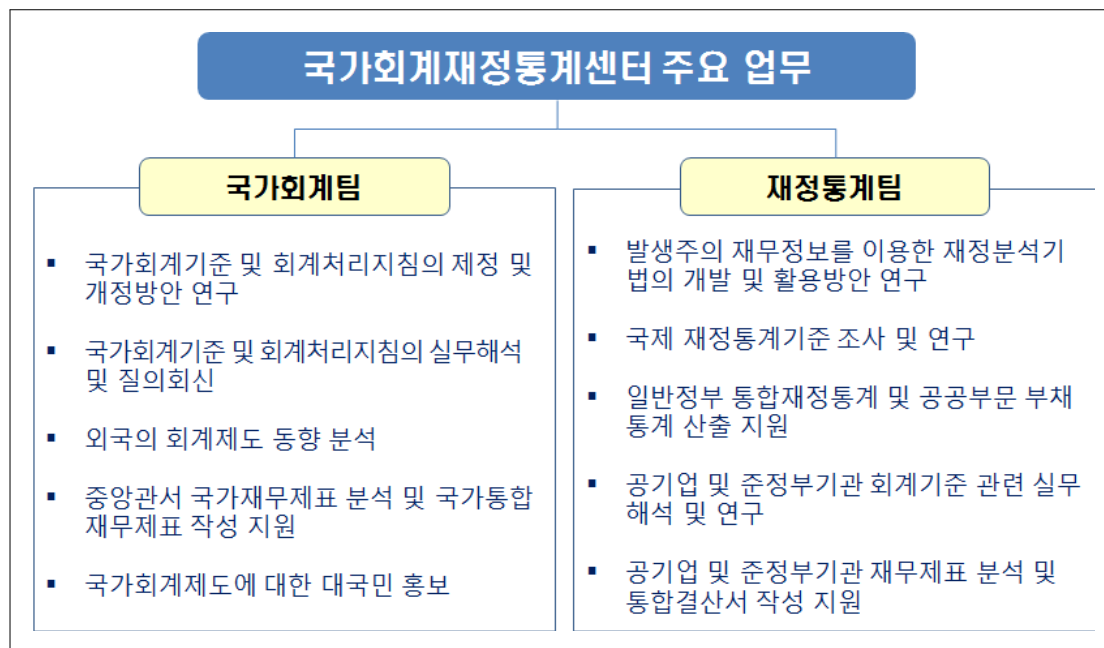 국가회계재정통계센터 주요 업무
국가회계팀
▪ 국가회계기준 및 회계처리지침의 제정 및
개정방안 연구
▪ 국가회계기준 및 회계처리지침의 실무해석
및 질의회신
▪ 외국의 회계제도 동향 분석
▪ 중앙관서 국가재무제표 분석 및 국가통합
재무제표 작성 지원
▪ 국가회계제도에 대한 대국민 홍보
재정통계팀
▪ 발생주의 재무정보를 이용한 재정분석기
법의 개발 및 활용방안 연구
▪ 국제 재정통계기준 조사 및 연구
▪ 일반정부 통합재정통계 및 공공부문 부채
통계 산출 지원
▪ 공기업 및 준정부기관 회계기준 관련 실무
해석 및 연구
▪ 공기업 및 준정부기관 재무제표 분석 및
통합결산서 작성 지원